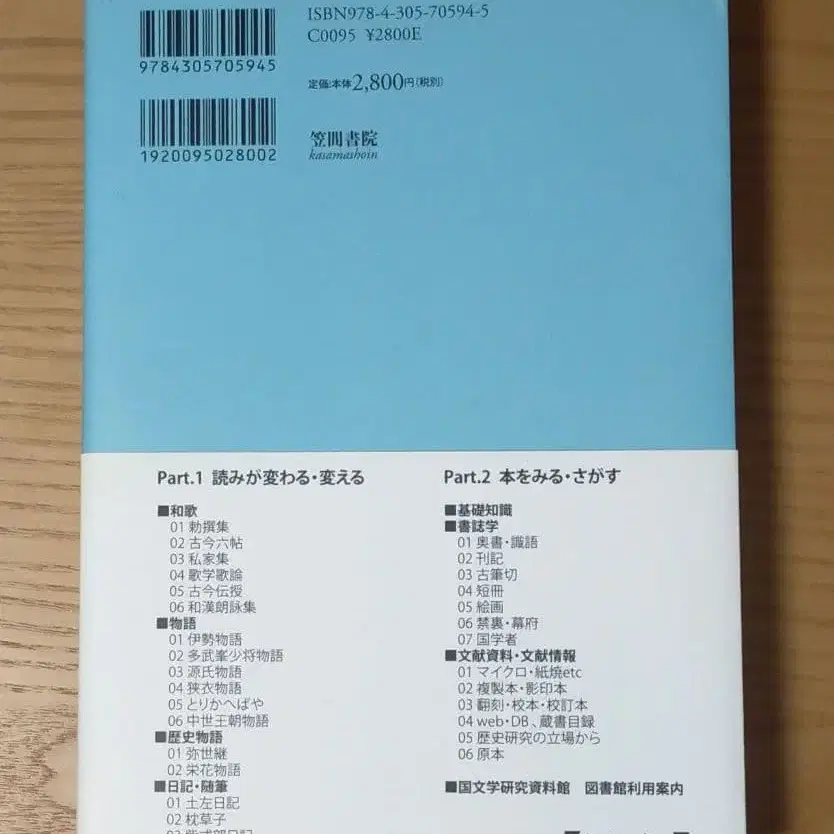 ISBN978-4-305-70594-5
C0095 ¥2800E
9784305705945
定価:本体2,800円(税別)
1920095028002
笠間書院
kasamashoin
Part.1 読みが変わる・変える
■和歌
01 勅撰集
02 古今六帖
03 私家集
04 歌学歌論
05 古今伝授
06 和漢朗詠集
■物語
01 伊勢物語
02 多武峯少将物語
03 源氏物語
04 狭衣物語
05 とりかへばや
06 中世王朝物語
■歴史物語
01 弥世継
02 栄花物語
■日記・随筆
01 土左日記
02 枕草子
03 紫式部日記
Part.2 本をみる・さがす
■基礎知識
■書誌学
01 奥書・識語
02 刊記
03 古筆切
04 短冊
05 絵画
06 禁裏・幕府
07 国学者
■文献資料・文献情報
01 マイクロ・紙焼etc
02 複製本・影印本
03 翻刻・校本・校訂本
04 web・DB、蔵書目録
05 歴史研究の立場から
06 原本
■国文学研究資料館 図書館利用案内